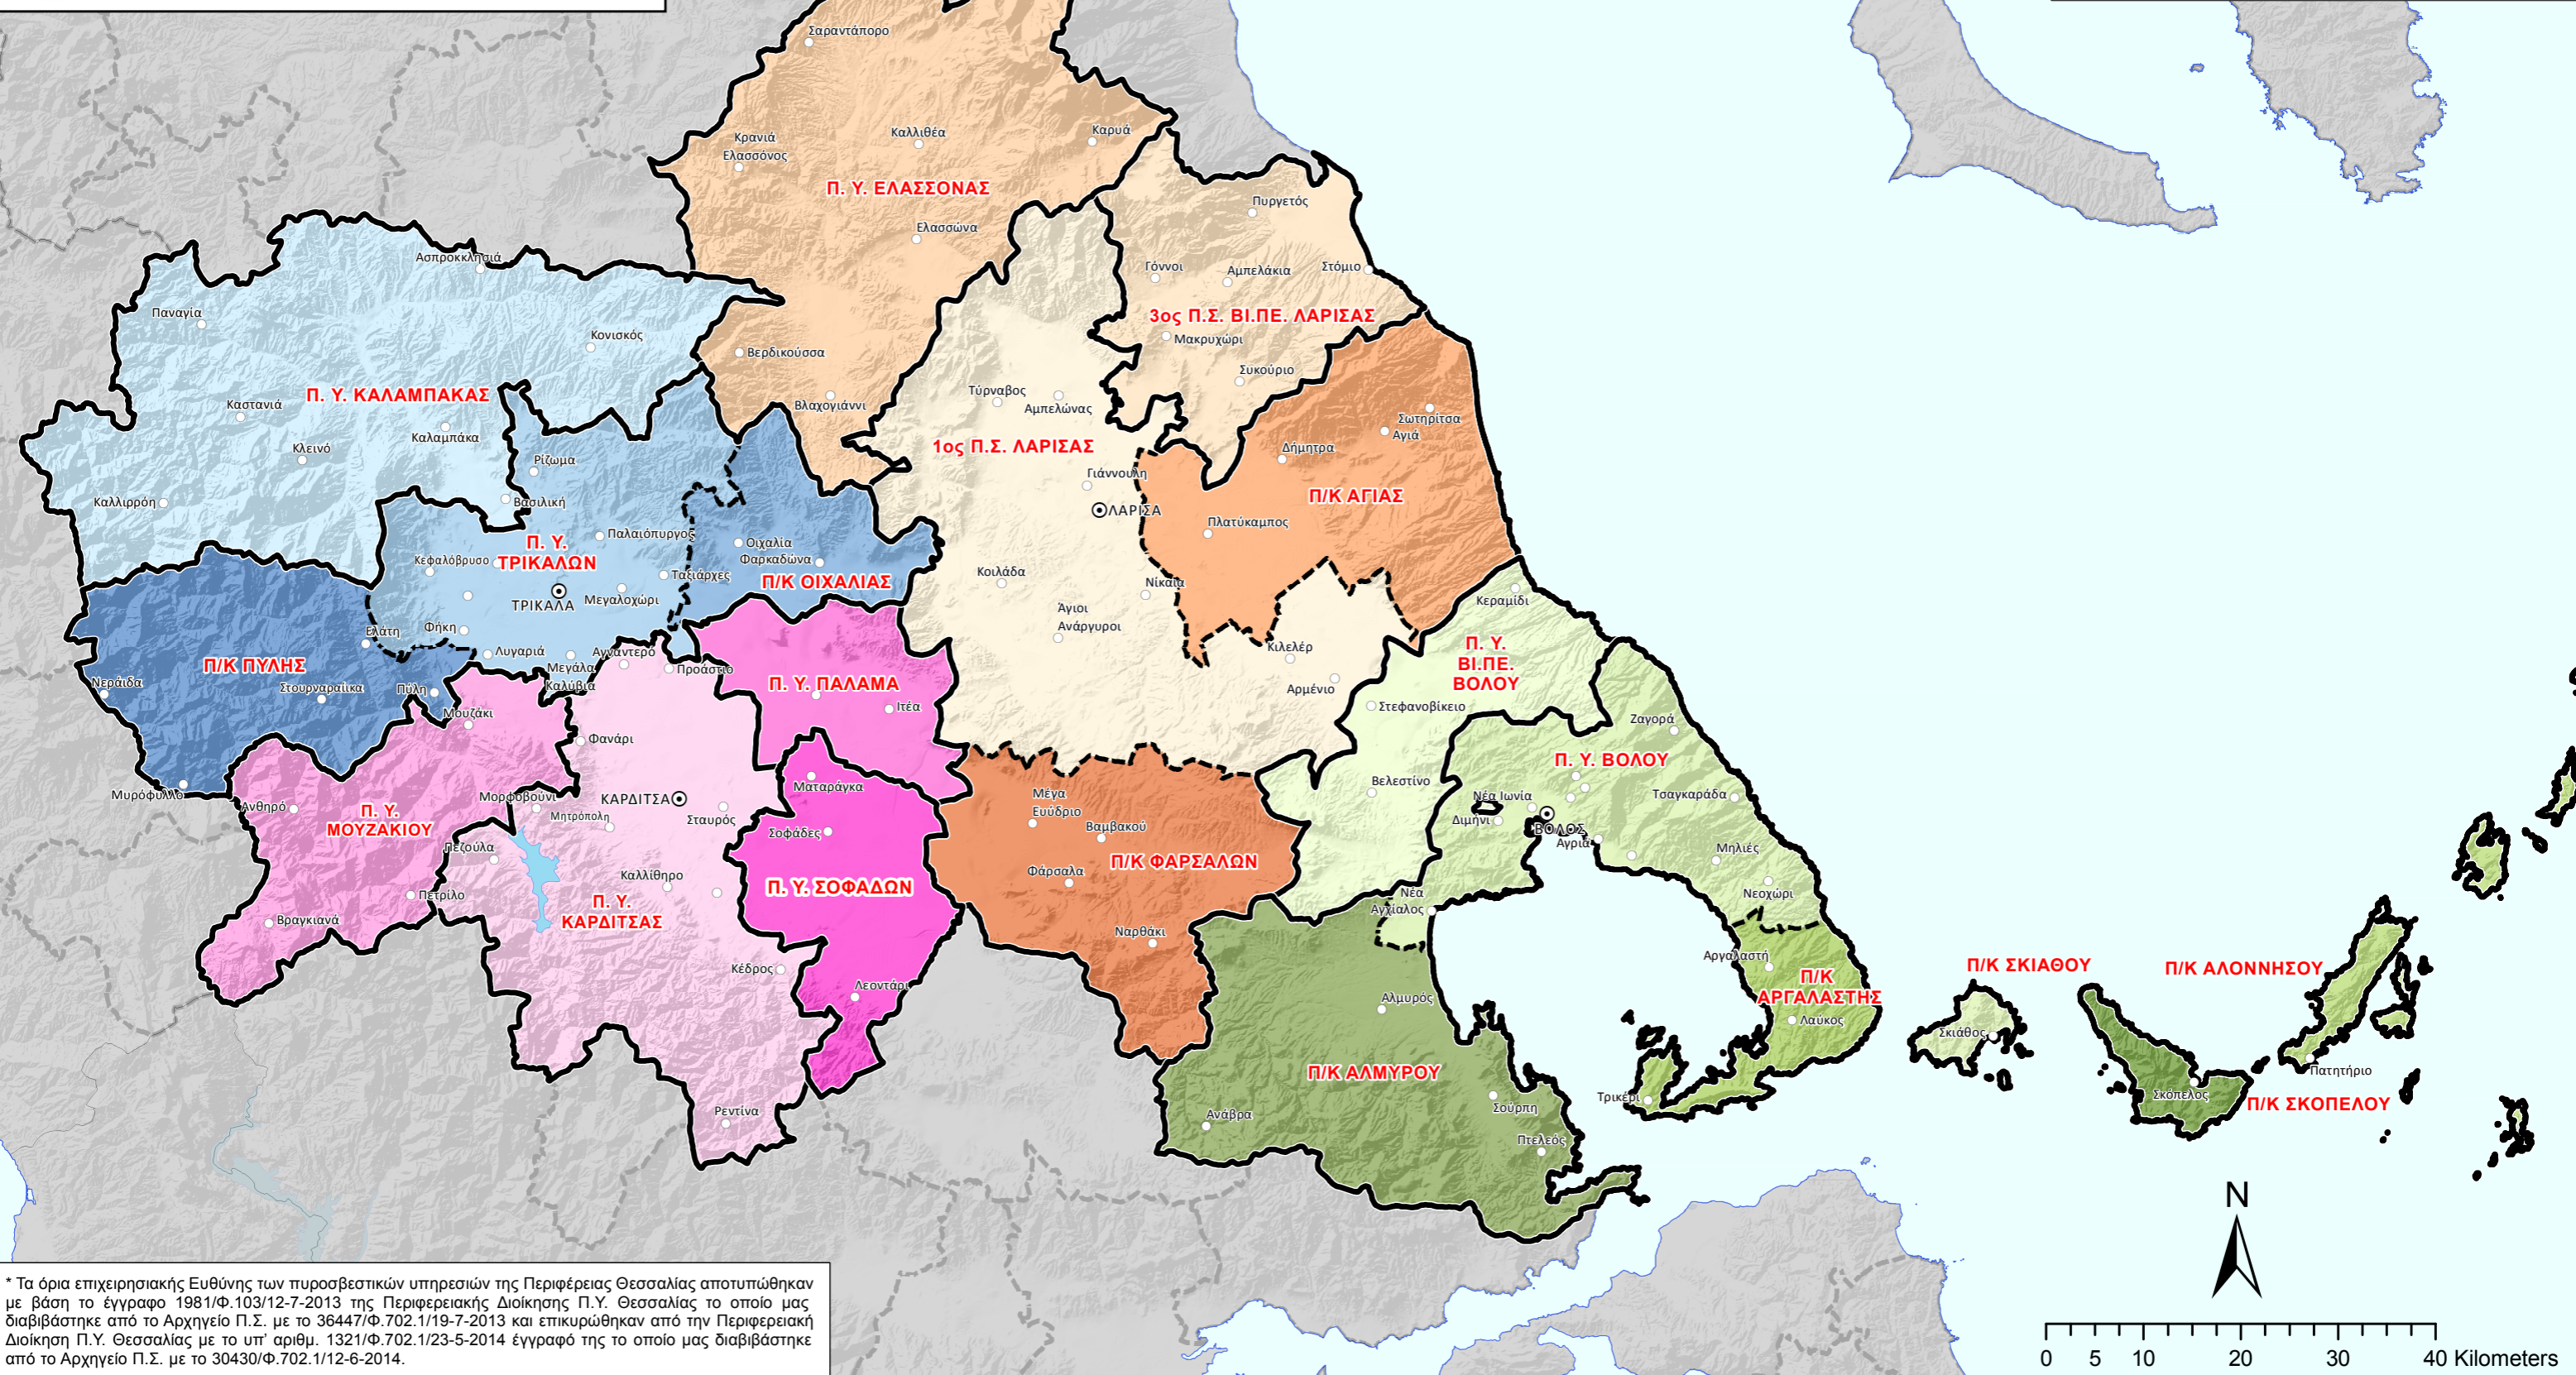 Σαραντάπορο
Κρανιά
Ελασσόνος
Καλλιθέα
Καρυά
Π. Υ. ΕΛΑΣΣΟΝΑΣ
Πυργετός
Ελασσώνα
Ασπροκκλησιά
Γόννοι
Αμπελάκια
Στόμιο
Παναγία
3ος Π.Σ. ΒΙ.ΠΕ. ΛΑΡΙΣΑΣ
Κονισκός
Μακρυχώρι
Βερδικούσσα
Συκούριο
Π. Υ. ΚΑΛΑΜΠΑΚΑΣ
Τύρναβος
Αμπελώνας
Καστανιά
Βλαχογιάννι
Σωτηρίτσα
Αγιά
Καλαμπάκα
Κλεινό
1ος Π.Σ. ΛΑΡΙΣΑΣ
Δήμητρα
Ρίζωμα
Γιάννουλη
Π/Κ ΑΓΙΑΣ
Καλλιρρόη
Βασιλική
ΛΑΡΙΣΑ
Πλατύκαμπος
Παλαιόπυργος
Π. Υ.
ΤΡΙΚΑΛΩΝ
Οιχαλία
Φαρκαδώνα
Κεφαλόβρυσο
Ταξιάρχες
Π/Κ ΟΙΧΑΛΙΑΣ
Κοιλάδα
Νίκαια
ΤΡΙΚΑΛΑ
Μεγαλοχώρι
Κεραμίδι
Άγιοι
Ανάργυροι
Ελάτη
Φήκη
Κιλελέρ
Π. Υ.
ΒΙ.ΠΕ.
ΒΟΛΟΥ
Λυγαριά
Αγναντερό
Μεγάλα
Καλύβια
Προάστιο
Π/Κ ΠΥΛΗΣ
Νεράιδα
Στουρναραίικα
Πύλη
Π. Υ. ΠΑΛΑΜΑ
Αρμένιο
Ιτέα
Στεφανοβίκειο
Μουζάκι
Ζαγορά
Φανάρι
Π. Υ. ΒΟΛΟΥ
Ματαράγκα
Βελεστίνο
Μυρόφυλλο
Μορφοβούνι
ΚΑΡΔΙΤΣΑ
Μέγα
Ευύδριο
Νέα Ιωνία
Τσαγκαράδα
Ανθηρό
Π. Υ.
ΜΟΥΖΑΚΙΟΥ
Μητρόπολη
Σταυρός
Σοφάδες
Βαμβακού
Διμήνι
ΒΟΛΟΣ
Αγριά
Πεζούλα
Π/Κ ΦΑΡΣΑΛΩΝ
Μηλιές
Φάρσαλα
Καλλίθηρο
Π. Υ. ΣΟΦΑΔΩΝ
Νεοχώρι
Πετρίλο
Νέα
Αγχίαλος
Βραγκιανά
Π. Υ.
ΚΑΡΔΙΤΣΑΣ
Ναρθάκι
Αργαλαστή
Κέδρος
Π/Κ ΣΚΙΑΘΟΥ
Π/Κ ΑΛΟΝΝΗΣΟΥ
Π/Κ
ΑΡΓΑΛΑΣΤΗΣ
Λεοντάρι
Αλμυρός
Λαύκος
Σκιάθος
Π/Κ ΑΛΜΥΡΟΥ
Πατητήριο
Τρικέρι
Σκόπελος
Π/Κ ΣΚΟΠΕΛΟΥ
Ρεντίνα
Ανάβρα
Σούρπη
Πτελεός
N
* Τα όρια επιχειρησιακής Ευθύνης των πυροσβεστικών υπηρεσιών της Περιφέρειας Θεσσαλίας αποτυπώθηκαν
με βάση το έγγραφο 1981/Φ.103/12-7-2013 της Περιφερειακής Διοίκησης Π.Υ. Θεσσαλίας το οποίο μας
διαβιβάστηκε από το Αρχηγείο Π.Σ. με το 36447/Φ.702.1/19-7-2013 και επικυρώθηκαν από την Περιφερειακή
Διοίκηση Π.Υ. Θεσσαλίας με το υπ' αριθμ. 1321/Φ.702.1/23-5-2014 έγγραφό της το οποίο μας διαβιβάστηκε
από το Αρχηγείο Π.Σ. με το 30430/Φ.702.1/12-6-2014.
0 5 10 20 30 40 Kilometers